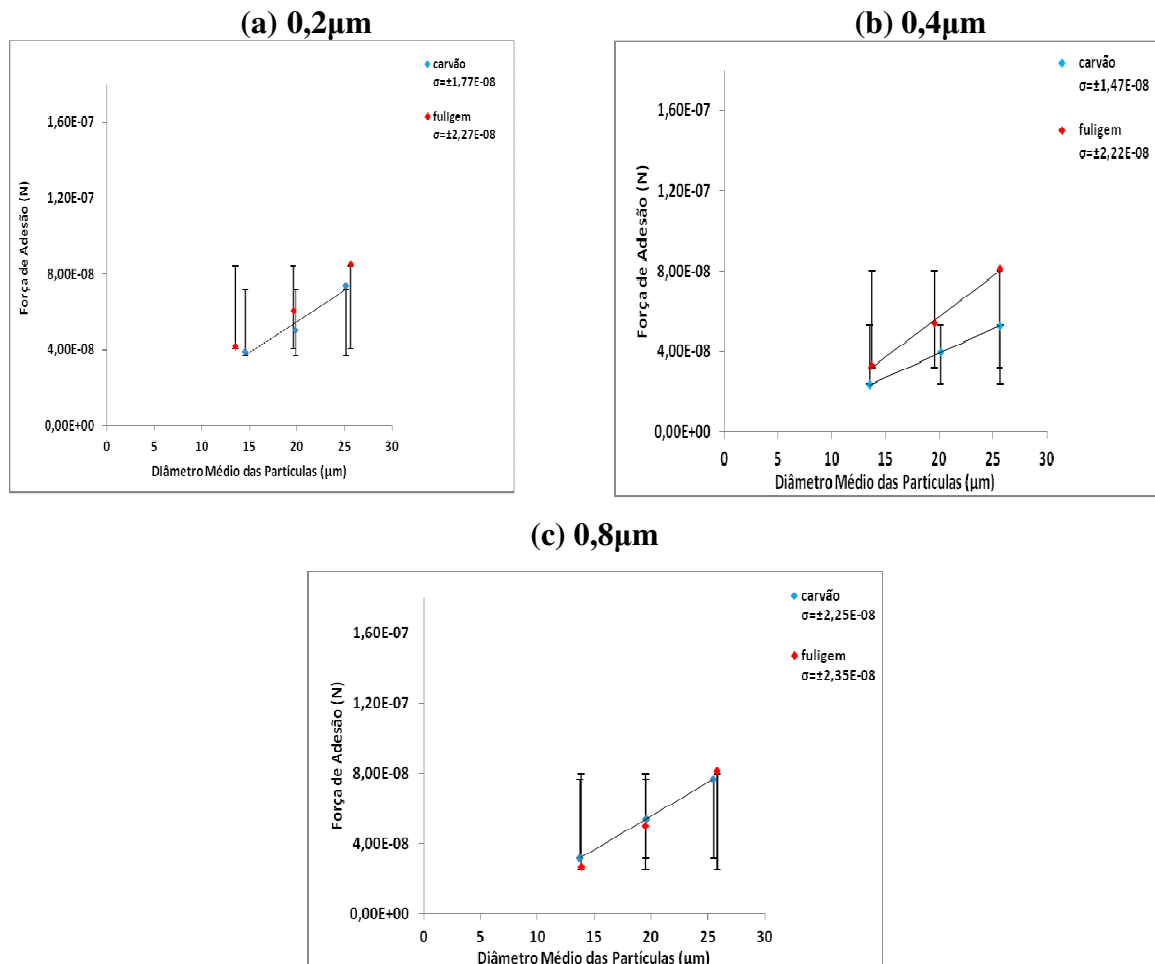 (a) 0,2µm
carvão
σ=±1,77E-08
fuligem
σ=±2,27E-08
1,60E-07
1,20E-07
8,00E-08
4,00E-08
0,00E+00
0 5 10 15 20 25 30
Força de Adesão (N)
Diâmetro Médio das Partículas (µm)
(b) 0,4µm
carvão
σ=±1,47E-08
fuligem
σ=±2,22E-08
1,60E-07
1,20E-07
8,00E-08
4,00E-08
0,00E+00
0 5 10 15 20 25 30
Força de Adesão (N)
Diâmetro Médio das Partículas (µm)
(c) 0,8µm
carvão
σ=±2,25E-08
fuligem
σ=±2,35E-08
1,60E-07
1,20E-07
8,00E-08
4,00E-08
0,00E+00
0 5 10 15 20 25 30
Força de Adesão (N)
Diâmetro Médio das Partículas (µm)